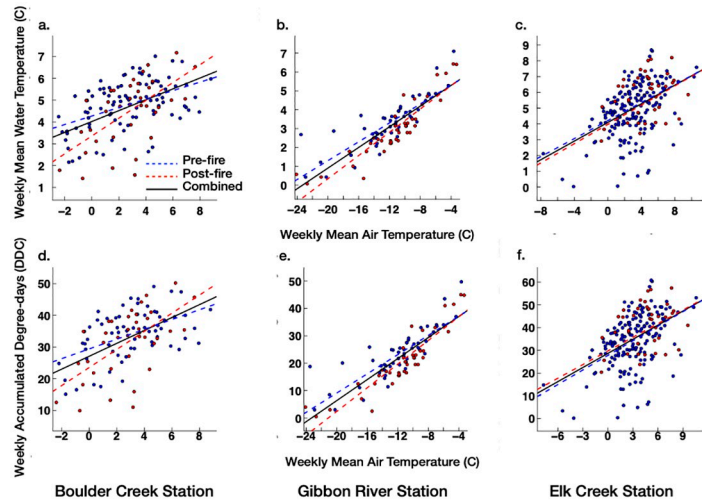 a.
b.
c.
Weekly Mean Water Temperature (C)
7
6
5
4
3
2
1
-2 0 2 4 6 8
Pre-fire
Post-fire
Combined
7
6
5
4
3
2
1
0
-24 -20 -16 -12 -8 -4
9
8
7
6
5
4
3
2
1
0
-8 -4 0 5 10
Weekly Mean Air Temperature (C)
d.
e.
f.
Weekly Accumulated Degree-days (DDC)
50
40
30
20
10
-2 0 2 4 6 8
50
40
30
20
10
0
-24 -20 -16 -12 -8 -4
60
50
40
30
20
10
0
-6 -3 0 3 6 9
Weekly Mean Air Temperature (C)
Boulder Creek Station
Gibbon River Station
Elk Creek Station